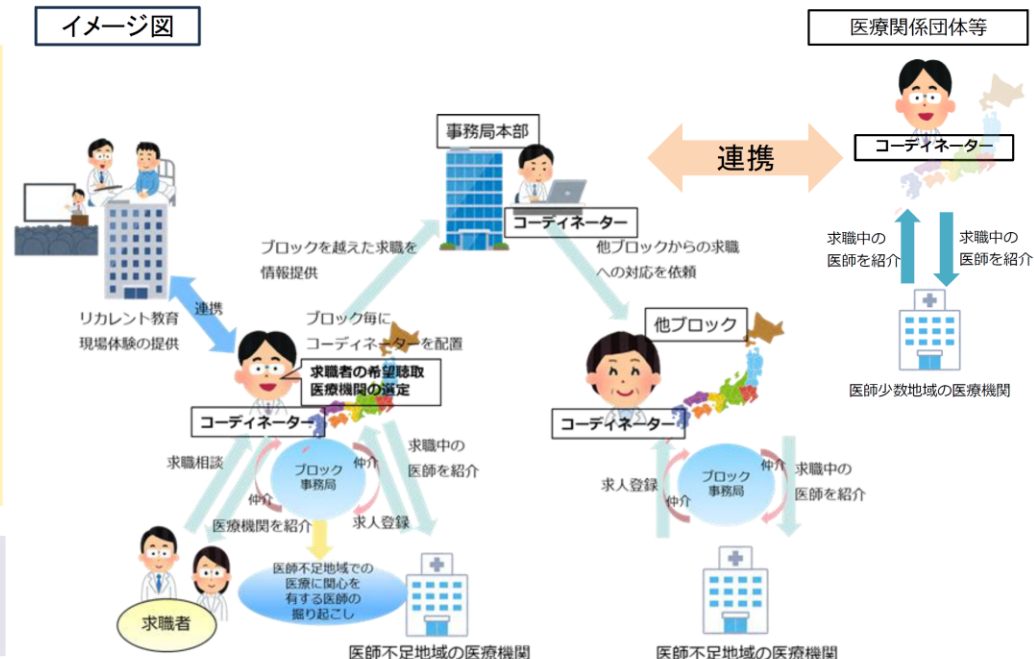 イメージ図
医療関係団体等
コーディネーター
事務局本部
コーディネーター
連携
求職中の
医師を紹介
求職中の
医師を紹介
医師少数地域の医療機関
ブロックを越えた求職を
情報提供
他ブロックからの求職
への対応を依頼
連携
リカレント教育
現場体験の提供
ブロック毎に
コーディネーターを配置
求職者の希望聴取
医療機関の選定
コーディネーター
他ブロック
コーディネーター
求職相談
仲介
医療機関を紹介
ブロック
事務局
仲介
求人登録
求職中の
医師を紹介
求人登録
仲介
ブロック
事務局
仲介
求職中の
医師を紹介
求職者
医師不足地域での
医療に関心を
有する医師の
掘り起こし
医師不足地域の医療機関
医師不足地域の医療機関